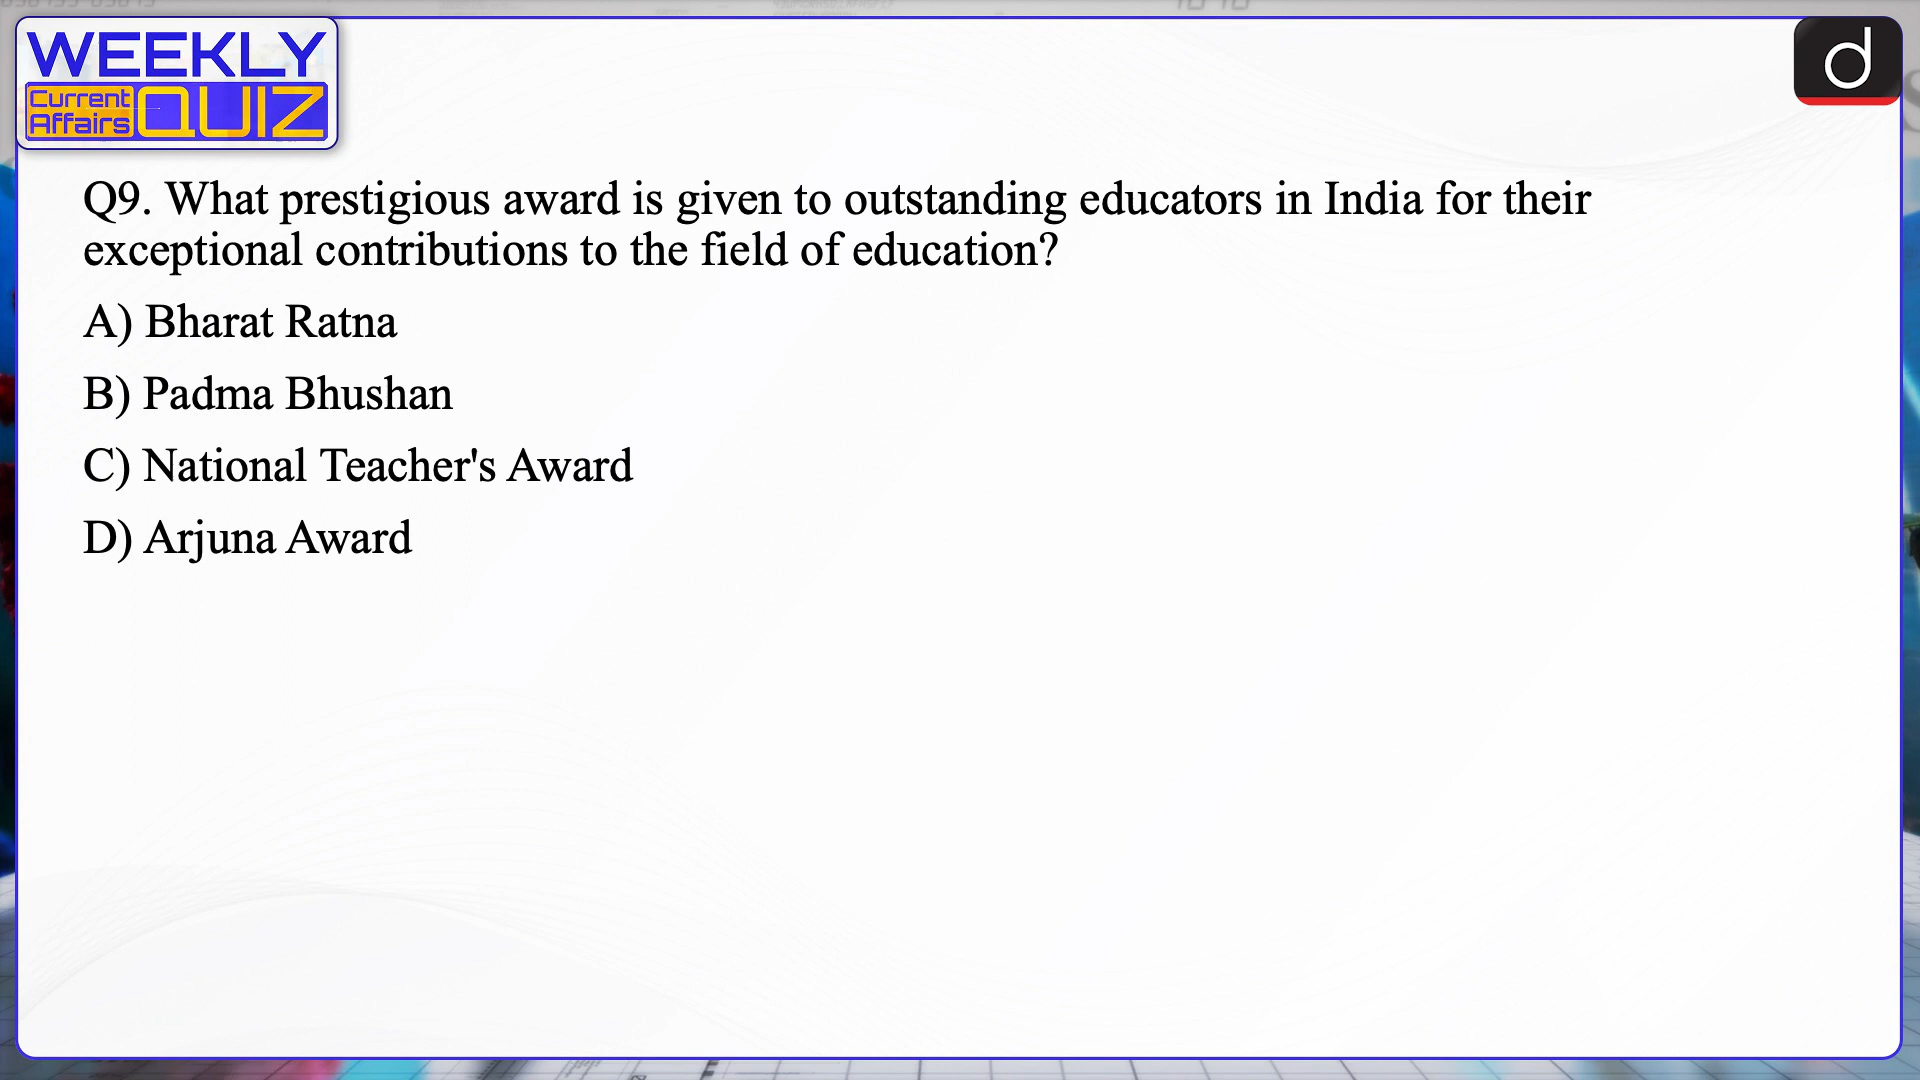 WEEKLY
Current
Affairs
QUIZ
d
Q9. What prestigious award is given to outstanding educators in India for their
exceptional contributions to the field of education?
A) Bharat Ratna
B) Padma Bhushan
C) National Teacher's Award
D) Arjuna Award